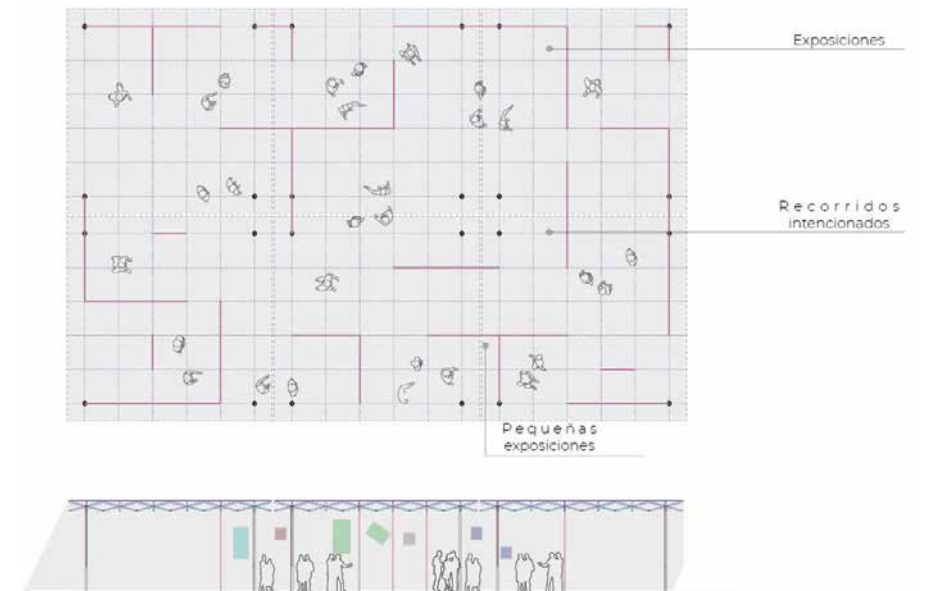 Exposiciones
Recorridos
intencionados
Pequeñas
exposiciones